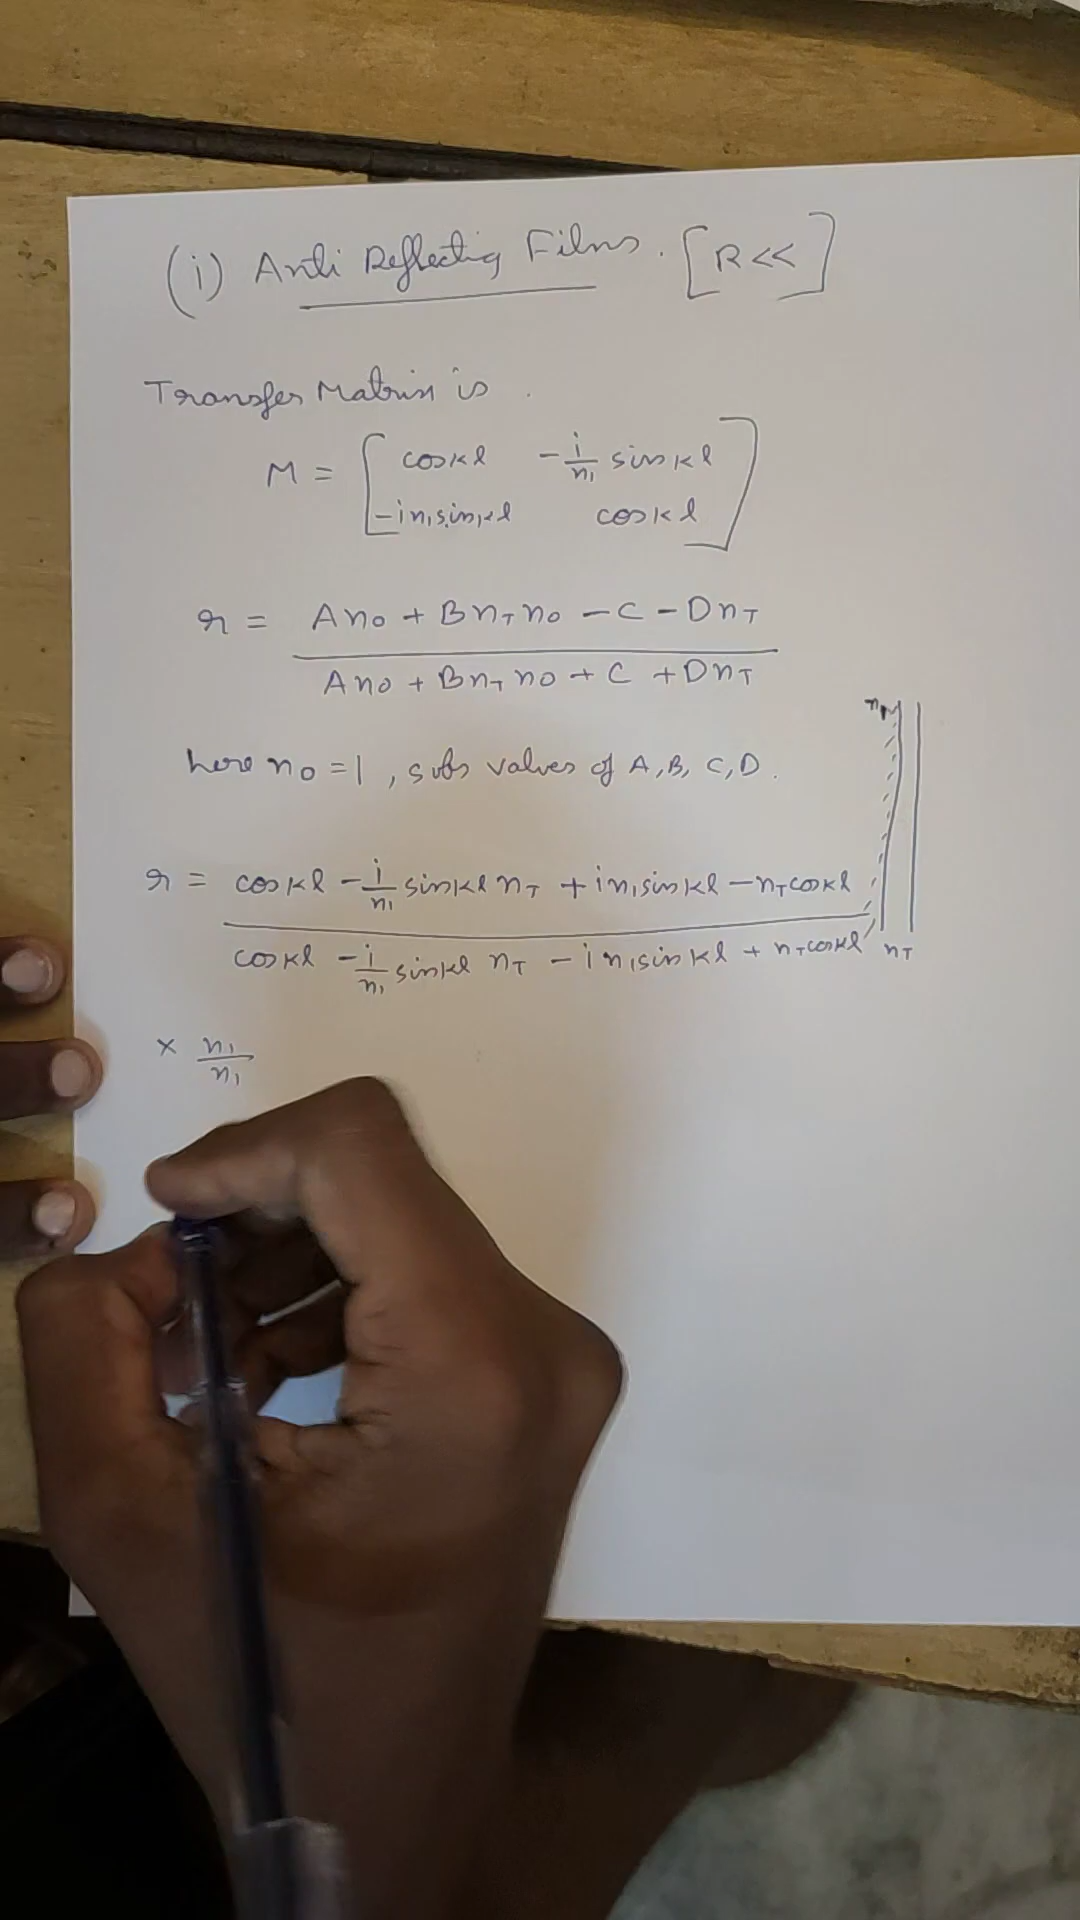 (i) Anti Reflecting Films. [R<<]
Transfer Matrix is.
M = [ cos kl -i/n₁ sin kl
-in₁ sin kl cos kl ]
r = An₀ + Bn_T n₀ - C - Dn_T
An₀ + Bn_T n₀ + C + Dn_T
here n₀ = 1, subs values of A, B, C, D.
r = cos kl - i/n₁ sin kl n_T + in₁ sin kl - n_T cos kl
cos kl - i/n₁ sin kl n_T - in₁ sin kl + n_T cos kl
n_T
× n₁/n₁